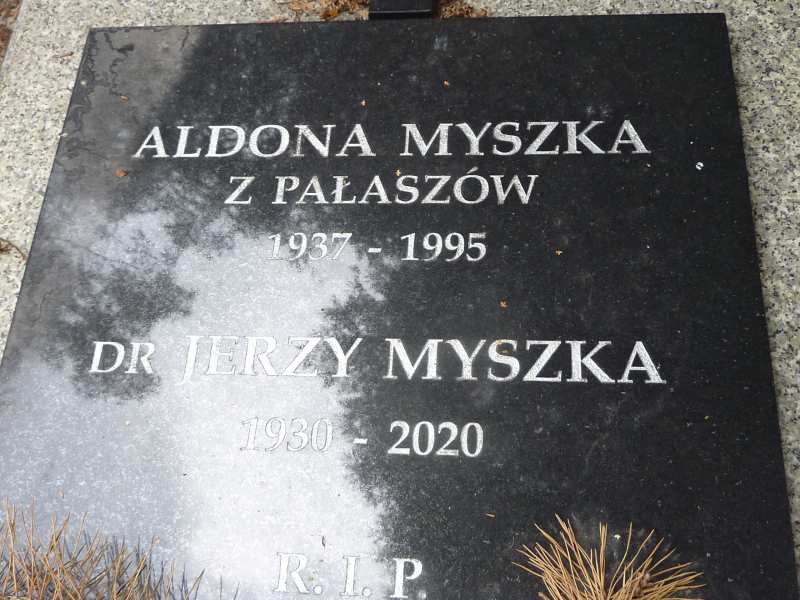 ALDONA MYSZKA
Z PAŁASZÓW
1937 - 1995
DR JERZY MYSZKA
1930 - 2020
R. I. P.